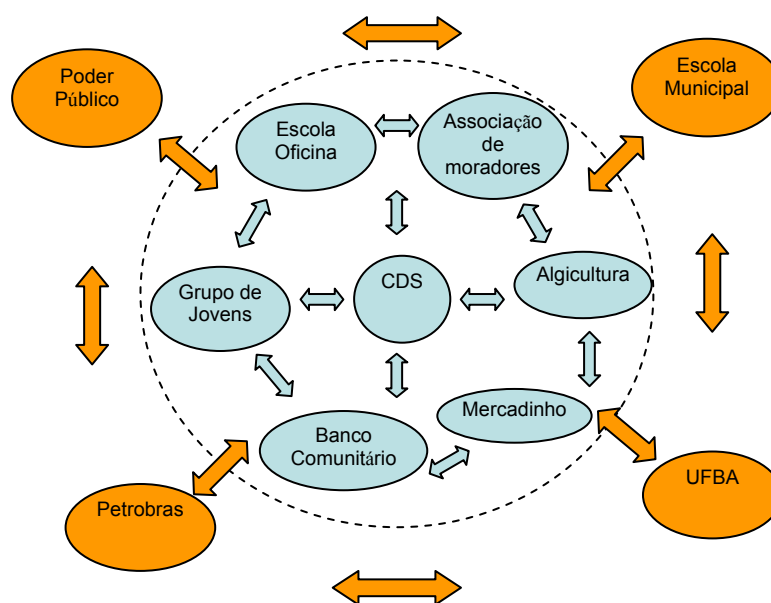 Poder
Público
Escola
Municipal
Escola
Oficina
Associação
de
moradores
Grupo de
Jovens
CDS
Algicultura
Banco
Comunitário
Mercadinho
Petrobras
UFBA